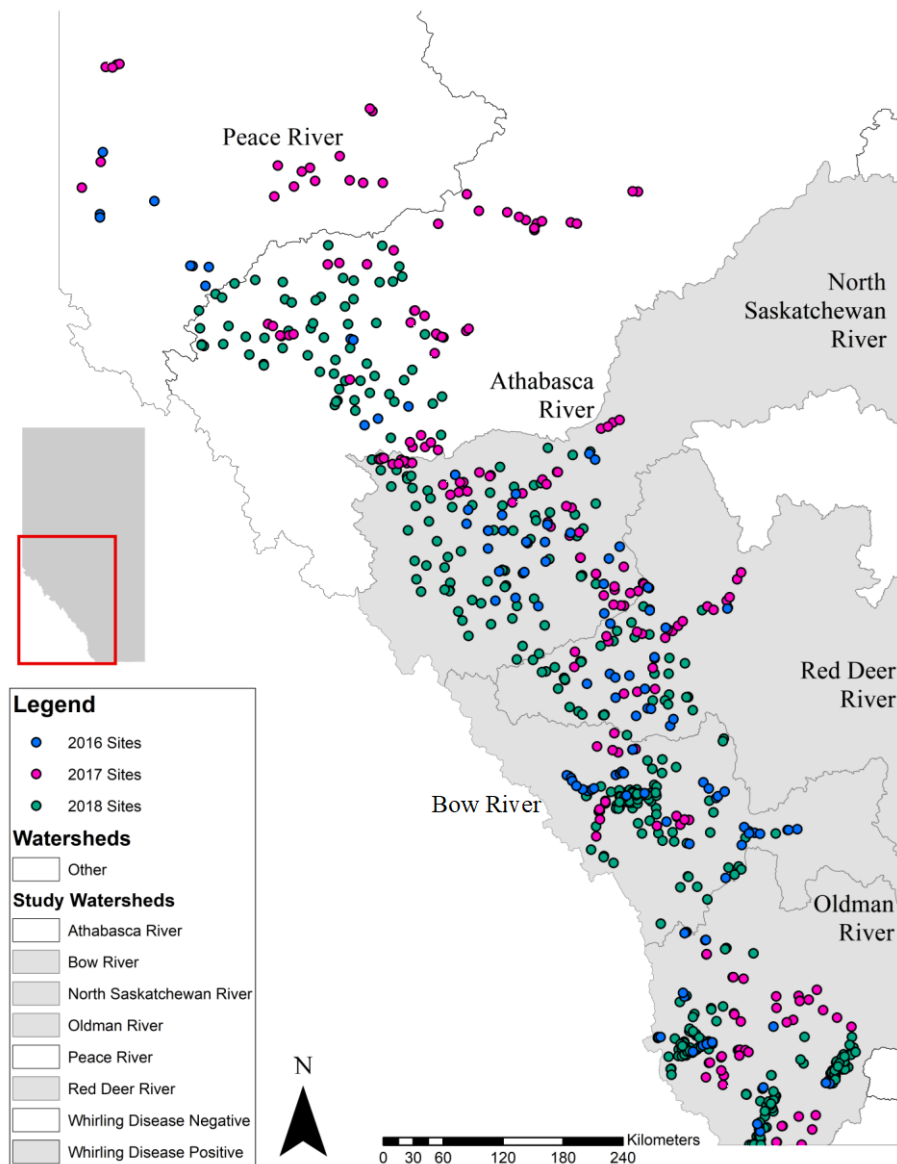 Peace River
North
Saskatchewan
River
Athabasca
River
Red Deer
River
Bow River
Oldman
River
Legend
2016 Sites
2017 Sites
2018 Sites
Watersheds
Other
Study Watersheds
Athabasca River
Bow River
North Saskatchewan River
Oldman River
Peace River
Red Deer River
Whirling Disease Negative
Whirling Disease Positive
N
Kilometers
0 30 60 120 180 240